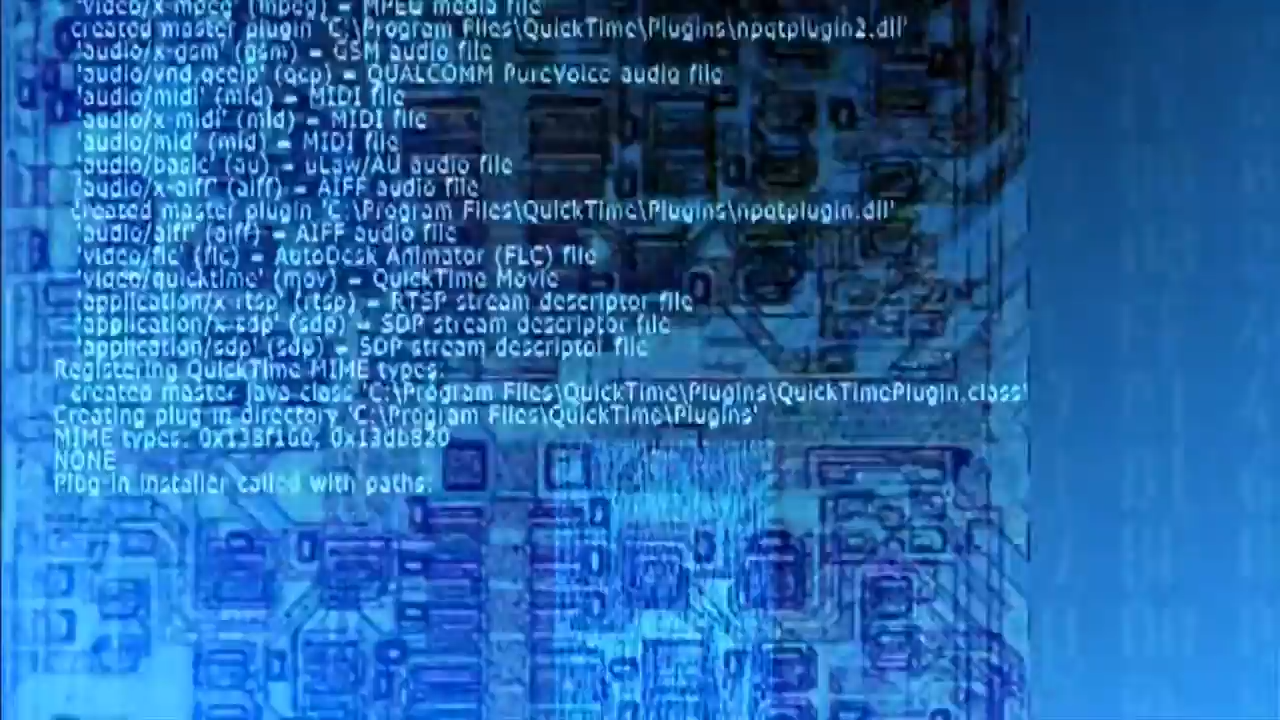 'video/x-mpeg' (mpeg) = MPEG media file
created master plugin 'C:\Program Files\QuickTime\Plugins\npqtplugin2.dll'
'audio/x-gsm' (gsm) = GSM audio file
'audio/vnd.qcelp' (qcp) = QUALCOMM PureVoice audio file
'audio/midi' (mid) = MIDI file
'audio/x-midi' (mid) = MIDI file
'audio/mid' (mid) = MIDI file
'audio/basic' (au) = uLaw/AU audio file
'audio/x-aiff' (aiff) = AIFF audio file
created master plugin 'C:\Program Files\QuickTime\Plugins\npqtplugin.dll'
'audio/aiff' (aiff) = AIFF audio file
'video/flc' (flc) = AutoDesk Animator (FLC) file
'video/quicktime' (mov) = QuickTime Movie
'application/x-rtsp' (rtsp) = RTSP stream descriptor file
'application/x-sdp' (sdp) = SDP stream descriptor file
'application/sdp' (sdp) = SDP stream descriptor file
Registering QuickTime MIME types:
created master java class 'C:\Program Files\QuickTime\Plugins\QuickTimePlugin.class'
Creating plug-in directory 'C:\Program Files\QuickTime\Plugins'
MIME types: 0x138f160, 0x13db820
NONE
Plug-in installer called with paths: